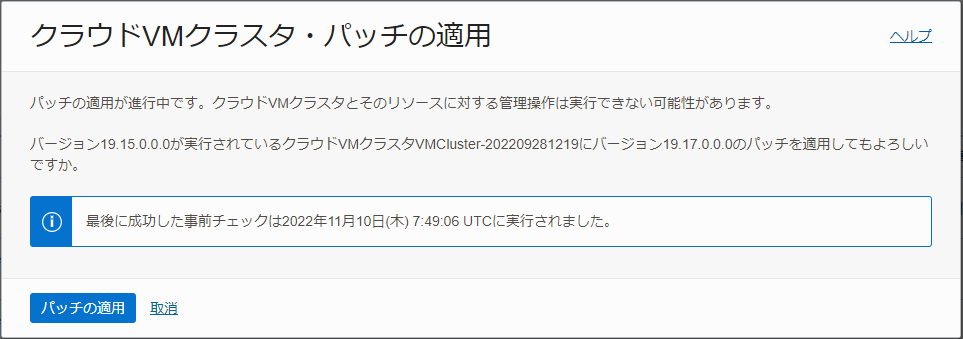 クラウドVMクラスタ・パッチの適用
ヘルプ
パッチの適用が進行中です。クラウドVMクラスタとそのリソースに対する管理操作は実行できない可能性があります。
バージョン19.15.0.0.0が実行されているクラウドVMクラスタVMCluster-202209281219にバージョン19.17.0.0.0のパッチを適用してもよろしい
ですか。
最後に成功した事前チェックは2022年11月10日(木) 7:49:06 UTCに実行されました。
パッチの適用
取消